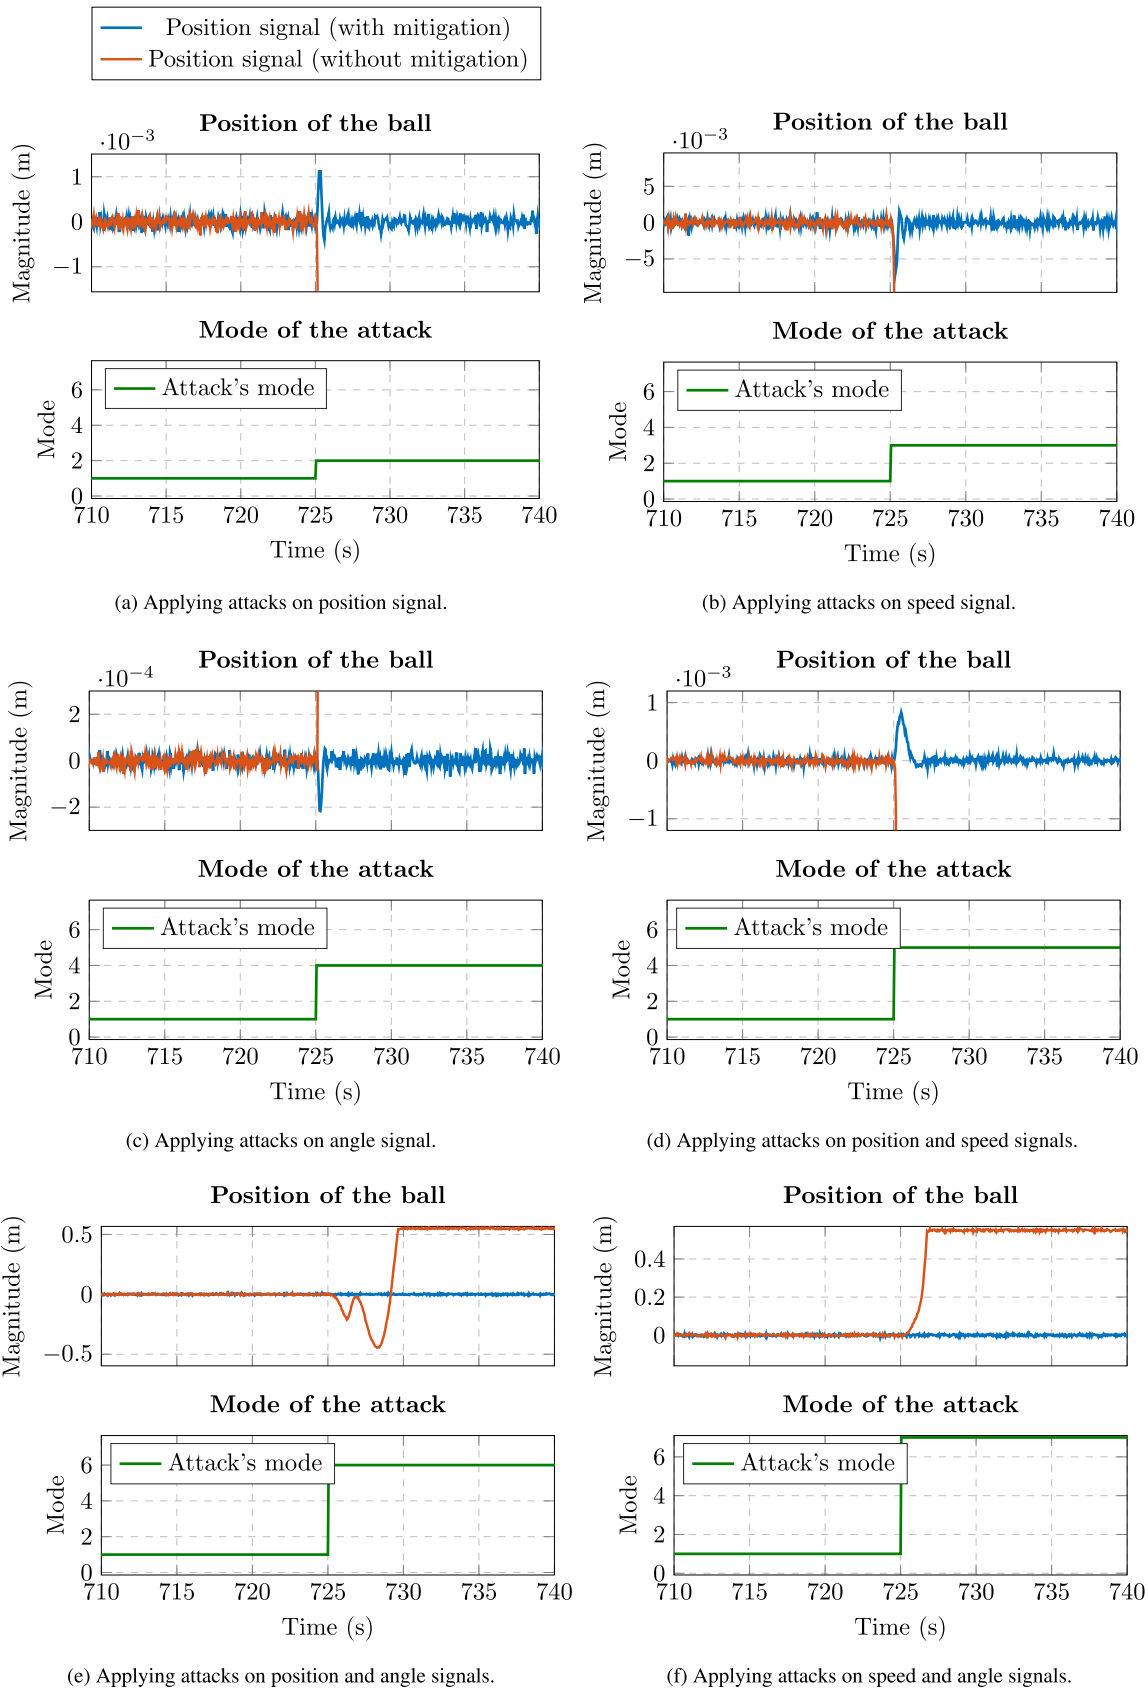 Position signal (with mitigation)
Position signal (without mitigation)
Position of the ball
·10−3
Magnitude (m)
1
0
−1
Mode of the attack
Attack's mode
Mode
6
4
2
0
710 715 720 725 730 735 740
Time (s)
(a) Applying attacks on position signal.
Position of the ball
·10−3
Magnitude (m)
5
0
−5
Mode of the attack
Attack's mode
Mode
6
4
2
0
710 715 720 725 730 735 740
Time (s)
(b) Applying attacks on speed signal.
Position of the ball
·10−4
Magnitude (m)
2
0
−2
Mode of the attack
Attack's mode
Mode
6
4
2
0
710 715 720 725 730 735 740
Time (s)
(c) Applying attacks on angle signal.
Position of the ball
·10−3
Magnitude (m)
1
0
−1
Mode of the attack
Attack's mode
Mode
6
4
2
0
710 715 720 725 730 735 740
Time (s)
(d) Applying attacks on position and speed signals.
Position of the ball
Magnitude (m)
0.5
0
−0.5
Mode of the attack
Attack's mode
Mode
6
4
2
0
710 715 720 725 730 735 740
Time (s)
(e) Applying attacks on position and angle signals.
Position of the ball
Magnitude (m)
0.4
0.2
0
Mode of the attack
Attack's mode
Mode
6
4
2
0
710 715 720 725 730 735 740
Time (s)
(f) Applying attacks on speed and angle signals.